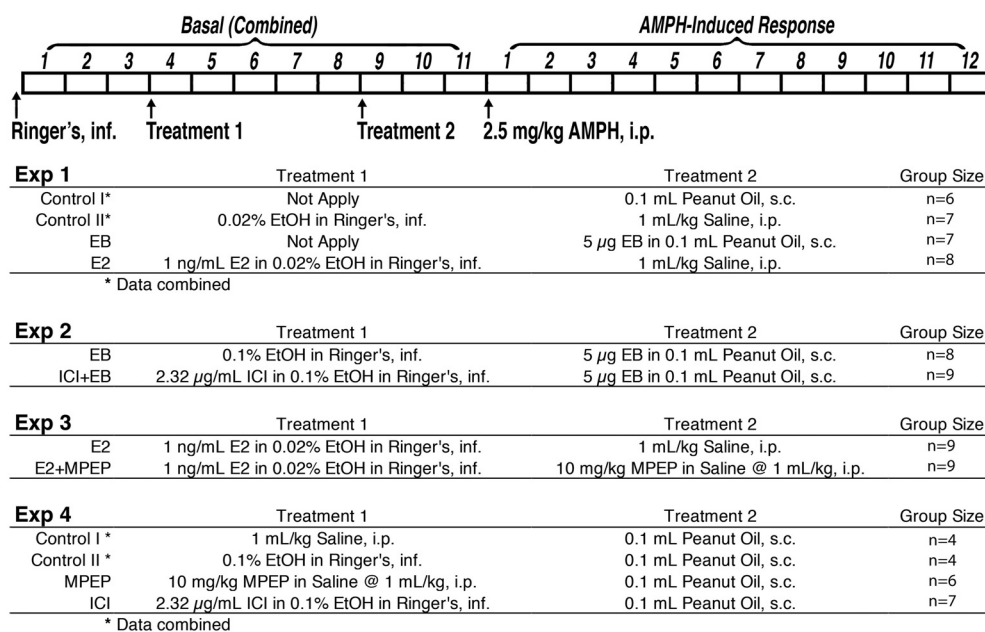 Basal (Combined) AMPH-Induced Response
1 2 3 4 5 6 7 8 9 10 11 1 2 3 4 5 6 7 8 9 10 11 12
Ringer's, inf. Treatment 1 Treatment 2 2.5 mg/kg AMPH, i.p.
Exp 1 Treatment 1 Treatment 2 Group Size
Control I* Not Apply 0.1 mL Peanut Oil, s.c. n=6
Control II* 0.02% EtOH in Ringer's, inf. 1 mL/kg Saline, i.p. n=7
EB Not Apply 5 µg EB in 0.1 mL Peanut Oil, s.c. n=7
E2 1 ng/mL E2 in 0.02% EtOH in Ringer's, inf. 1 mL/kg Saline, i.p. n=8
* Data combined
Exp 2 Treatment 1 Treatment 2 Group Size
EB 0.1% EtOH in Ringer's, inf. 5 µg EB in 0.1 mL Peanut Oil, s.c. n=8
ICI+EB 2.32 µg/mL ICI in 0.1% EtOH in Ringer's, inf. 5 µg EB in 0.1 mL Peanut Oil, s.c. n=9
Exp 3 Treatment 1 Treatment 2 Group Size
E2 1 ng/mL E2 in 0.02% EtOH in Ringer's, inf. 1 mL/kg Saline, i.p. n=9
E2+MPEP 1 ng/mL E2 in 0.02% EtOH in Ringer's, inf. 10 mg/kg MPEP in Saline @ 1 mL/kg, i.p. n=9
Exp 4 Treatment 1 Treatment 2 Group Size
Control I * 1 mL/kg Saline, i.p. 0.1 mL Peanut Oil, s.c. n=4
Control II * 0.1% EtOH in Ringer's, inf. 0.1 mL Peanut Oil, s.c. n=4
MPEP 10 mg/kg MPEP in Saline @ 1 mL/kg, i.p. 0.1 mL Peanut Oil, s.c. n=6
ICI 2.32 µg/mL ICI in 0.1% EtOH in Ringer's, inf. 0.1 mL Peanut Oil, s.c. n=7
* Data combined